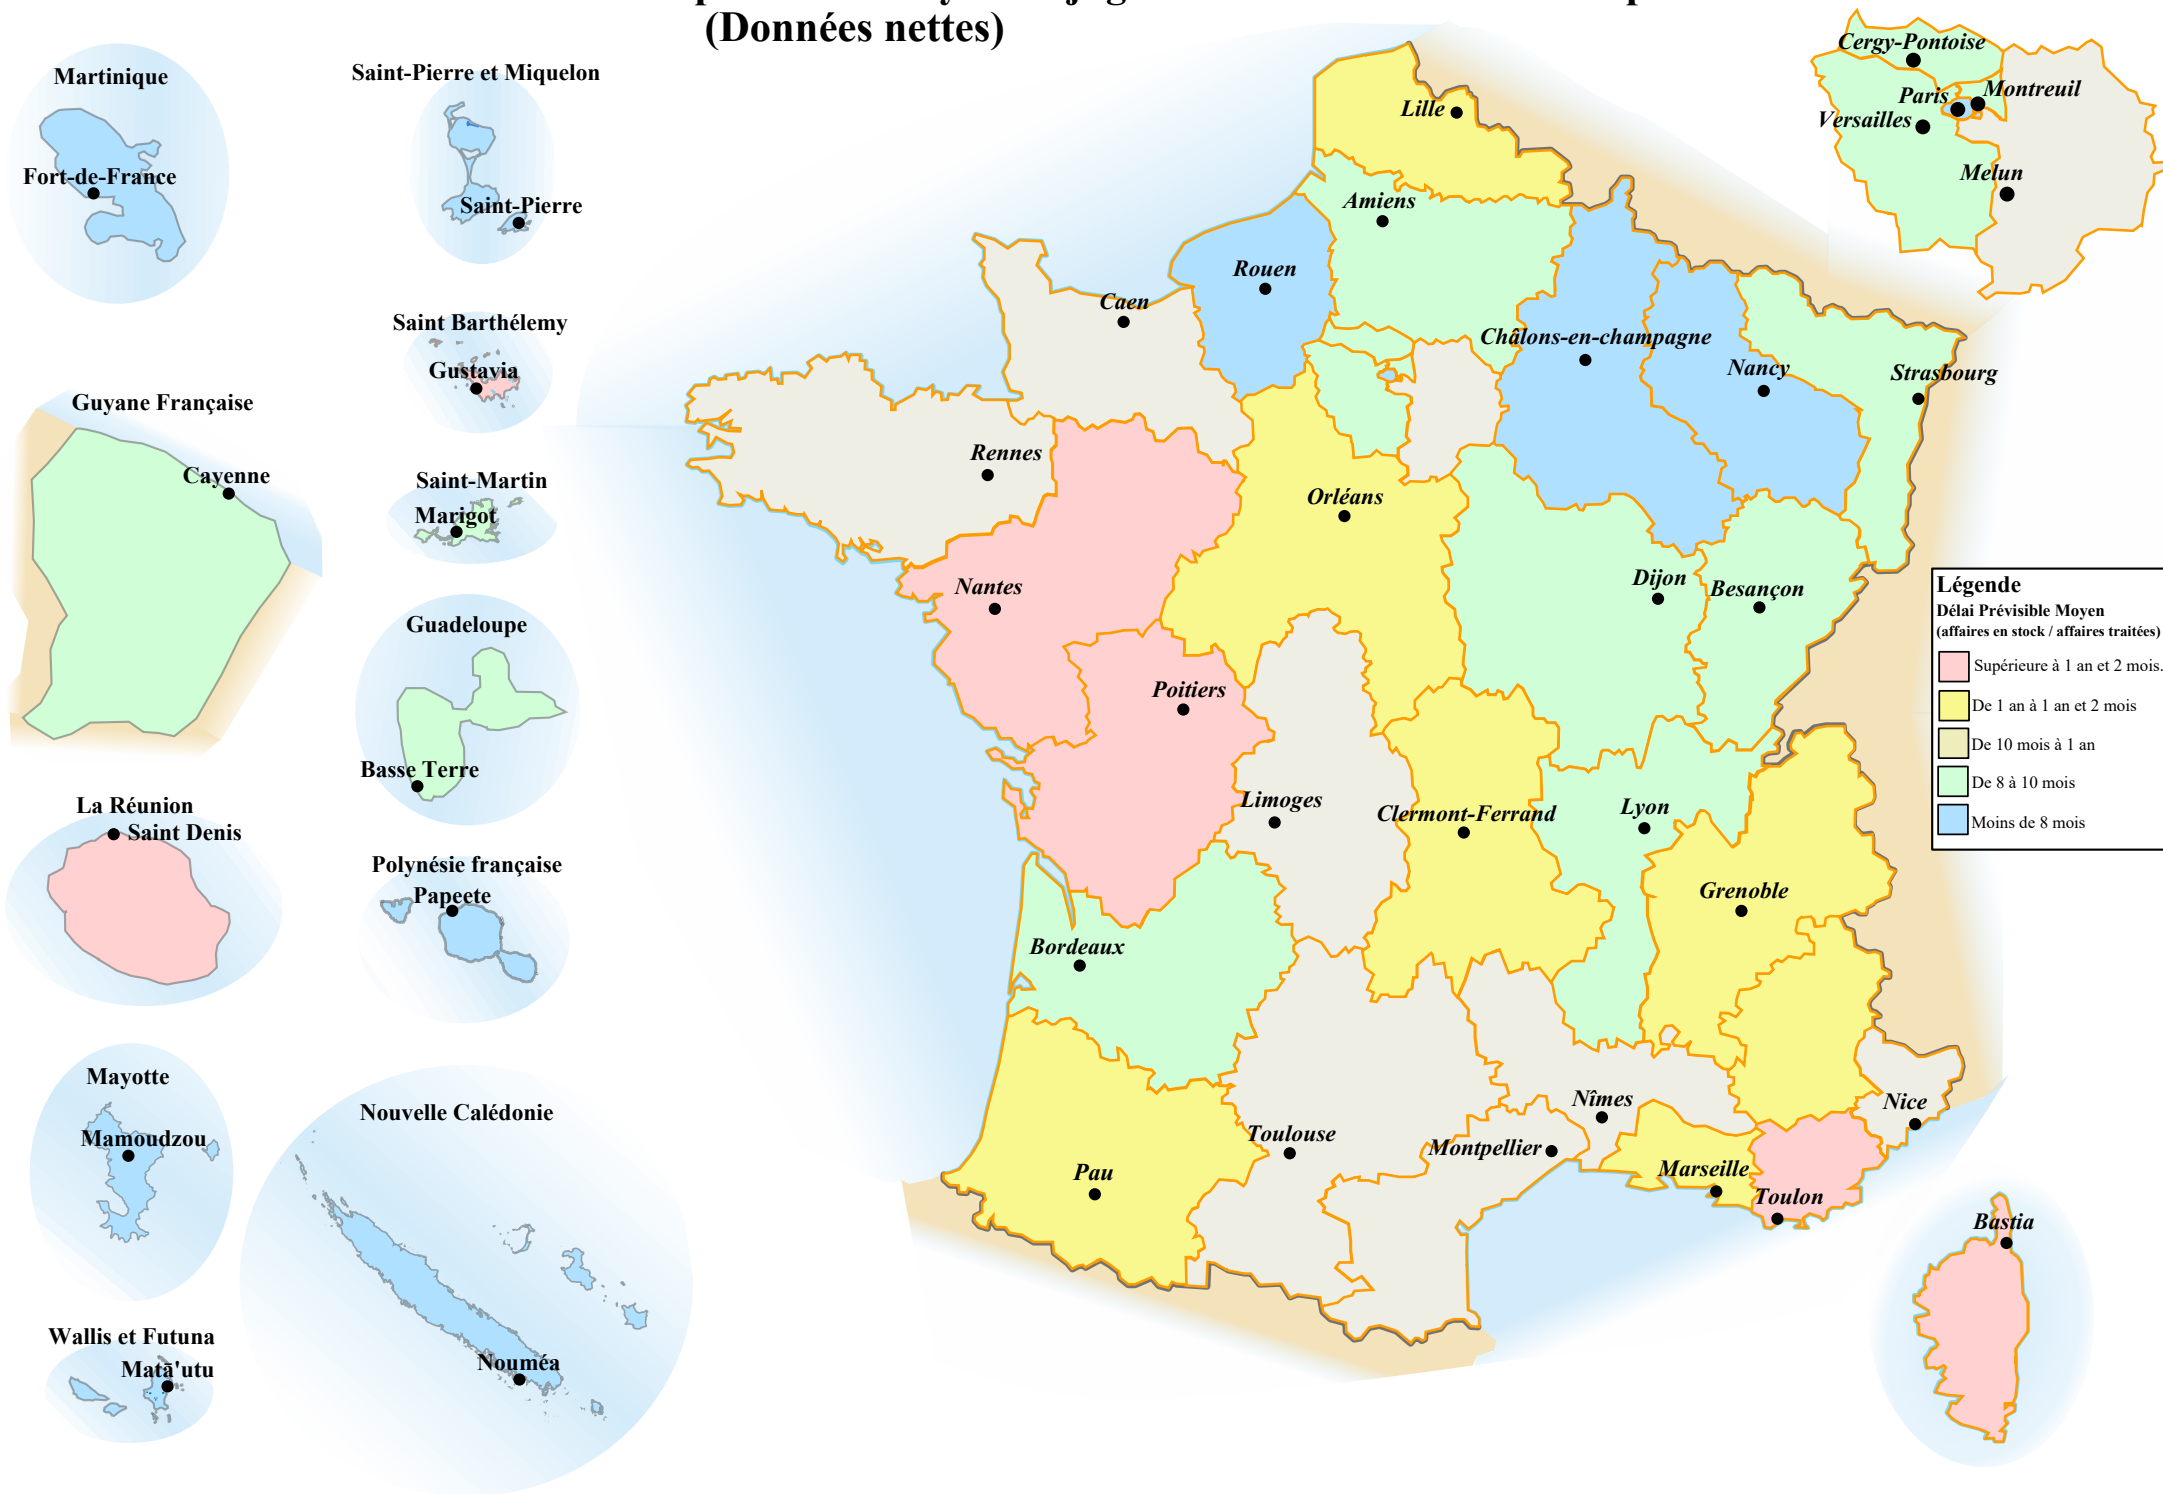 (Données nettes)
Martinique
Fort-de-France
Saint-Pierre et Miquelon
Saint-Pierre
Saint Barthélemy
Gustavia
Guyane Française
Cayenne
Saint-Martin
Marigot
Guadeloupe
Basse Terre
La Réunion
Saint Denis
Polynésie française
Papeete
Mayotte
Mamoudzou
Nouvelle Calédonie
Nouméa
Wallis et Futuna
Matā'utu
Lille
Amiens
Rouen
Caen
Châlons-en-champagne
Nancy
Strasbourg
Rennes
Orléans
Nantes
Dijon
Besançon
Poitiers
Limoges
Clermont-Ferrand
Lyon
Grenoble
Bordeaux
Nîmes
Nice
Toulouse
Montpellier
Marseille
Pau
Toulon
Bastia
Cergy-Pontoise
Paris
Montreuil
Versailles
Melun
Légende
Délai Prévisible Moyen
(affaires en stock / affaires traitées)
Supérieure à 1 an et 2 mois.
De 1 an à 1 an et 2 mois
De 10 mois à 1 an
De 8 à 10 mois
Moins de 8 mois